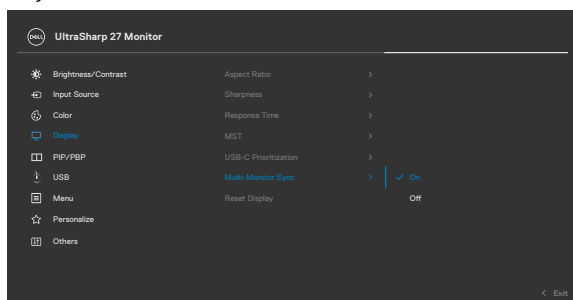 DELL UltraSharp 27 Monitor
Brightness/Contrast Aspect Ratio >
Input Source Sharpness >
Color Response Time >
Display MST >
PIP/PBP USB-C Prioritization >
USB Multi-Monitor Sync > ✓ On
Menu Reset Display Off
Personalize
Others
< Exit